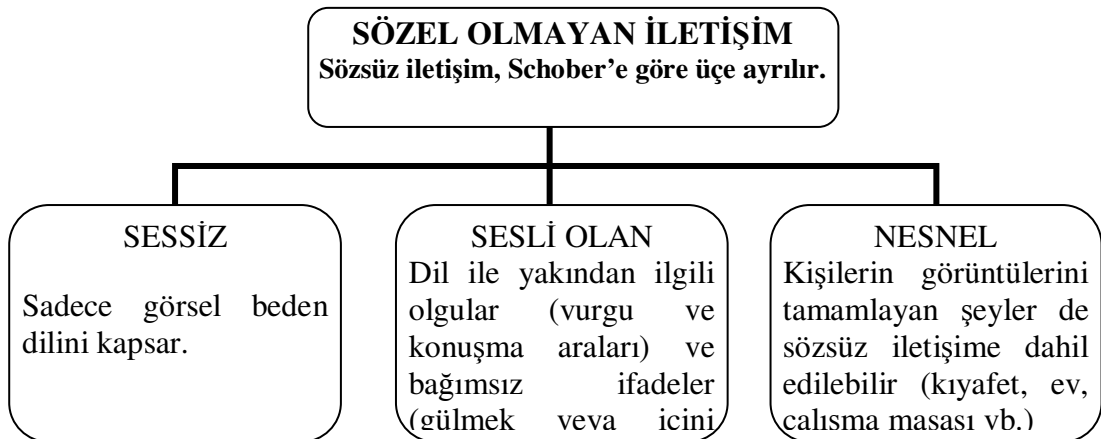 SÖZEL OLMAYAN İLETİŞİM
Sözsüz iletişim, Schober’e göre üçe ayrılır.
SESSİZ
Sadece görsel beden
dilini kapsar.
SESLİ OLAN
Dil ile yakından ilgili
olgular (vurgu ve
konuşma araları) ve
bağımsız ifadeler
(gülmek veya içini
NESNEL
Kişilerin görüntülerini
tamamlayan şeyler de
sözsüz iletişime dahil
edilebilir (kıyafet, ev,
çalışma masası vb.)